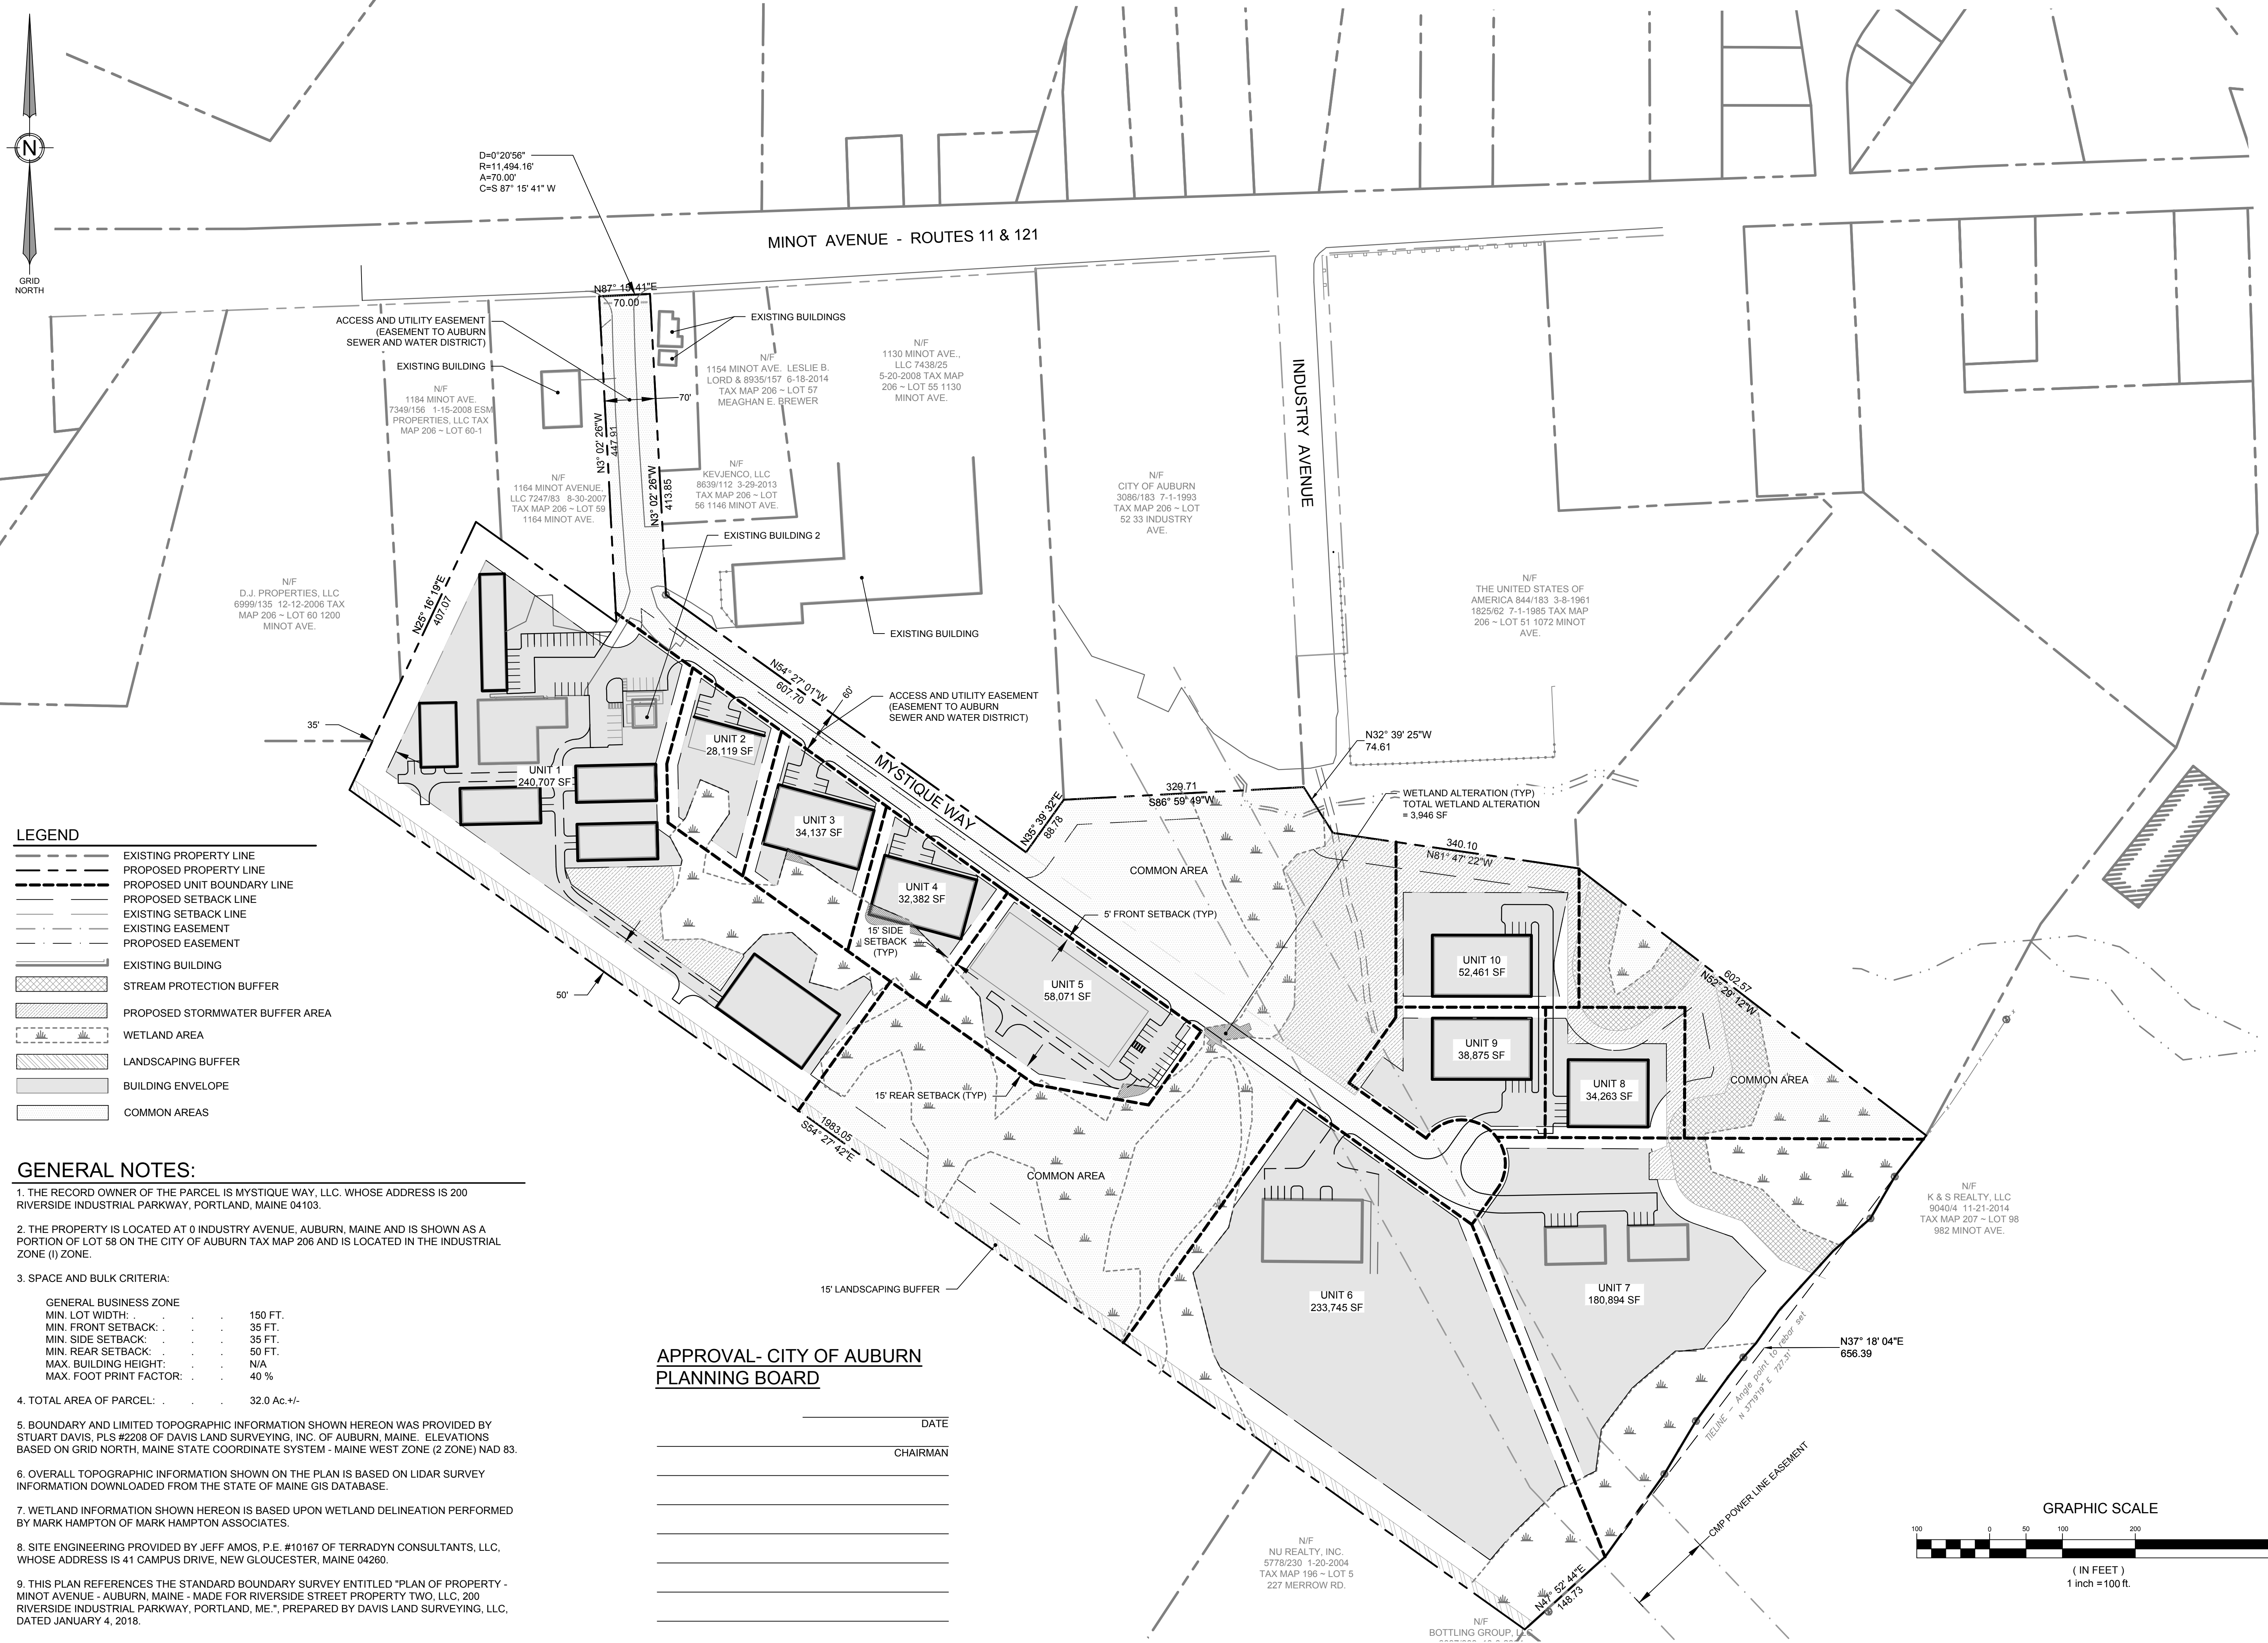 D=0°20'56"
R=11,494.16'
A=70.00'
C=S 87° 15' 41" W
N
GRID
NORTH
MINOT AVENUE - ROUTES 11 & 121
N87° 15' 41"E
70.00
ACCESS AND UTILITY EASEMENT
(EASEMENT TO AUBURN
SEWER AND WATER DISTRICT)
EXISTING BUILDING
EXISTING BUILDINGS
N/F
1184 MINOT AVE.
7349/156 1-15-2008 ESM
PROPERTIES, LLC TAX
MAP 206 ~ LOT 60-1
N/F
1154 MINOT AVE. LESLIE B.
LORD & 8935/157 6-18-2014
TAX MAP 206 ~ LOT 57
MEAGHAN E. BREWER
N/F
1130 MINOT AVE.,
LLC 7438/25
5-20-2008 TAX MAP
206 ~ LOT 55 1130
MINOT AVE.
70'
N3° 02' 26"W
447.91
N3° 02' 26"W
413.85
INDUSTRY AVENUE
N/F
1164 MINOT AVENUE,
LLC 7247/83 8-30-2007
TAX MAP 206 ~ LOT 59
1164 MINOT AVE.
N/F
KEVJENCO, LLC
8639/112 3-29-2013
TAX MAP 206 ~ LOT
56 1146 MINOT AVE.
N/F
CITY OF AUBURN
3086/183 7-1-1993
TAX MAP 206 ~ LOT
52 33 INDUSTRY
AVE.
EXISTING BUILDING 2
N/F
D.J. PROPERTIES, LLC
6999/135 12-12-2006 TAX
MAP 206 ~ LOT 60 1200
MINOT AVE.
N/F
THE UNITED STATES OF
AMERICA 844/183 3-8-1961
1825/62 7-1-1985 TAX MAP
206 ~ LOT 51 1072 MINOT
AVE.
N25° 16' 19"E
407.07
EXISTING BUILDING
N54° 27' 01"W
607.70
60'
ACCESS AND UTILITY EASEMENT
(EASEMENT TO AUBURN
SEWER AND WATER DISTRICT)
35'
UNIT 1
240,707 SF
UNIT 2
28,119 SF
MYSTIQUE WAY
UNIT 3
34,137 SF
UNIT 4
32,382 SF
N35° 39' 32"E
88.78
329.71
S86° 59' 49"W
N32° 39' 25"W
74.61
WETLAND ALTERATION (TYP)
TOTAL WETLAND ALTERATION
= 3,946 SF
340.10
N81° 47' 22"W
COMMON AREA
5' FRONT SETBACK (TYP)
15' SIDE
SETBACK
(TYP)
UNIT 5
58,071 SF
UNIT 10
52,461 SF
602.57
N52° 29' 12"W
50'
UNIT 9
38,875 SF
UNIT 8
34,263 SF
COMMON AREA
15' REAR SETBACK (TYP)
1983.05
S54° 27' 42"E
COMMON AREA
15' LANDSCAPING BUFFER
UNIT 6
233,745 SF
UNIT 7
180,894 SF
N/F
K & S REALTY, LLC
9040/4 11-21-2014
TAX MAP 207 ~ LOT 98
982 MINOT AVE.
N37° 18' 04"E
656.39
TIELINE - Angle point to rebar set
N 37°19'19" E 727.31'
CMP POWER LINE EASEMENT
N47° 52' 44"E
148.73
N/F
NU REALTY, INC.
5778/230 1-20-2004
TAX MAP 196 ~ LOT 5
227 MERROW RD.
N/F
BOTTLING GROUP, LLC
LEGEND
EXISTING PROPERTY LINE
PROPOSED PROPERTY LINE
PROPOSED UNIT BOUNDARY LINE
PROPOSED SETBACK LINE
EXISTING SETBACK LINE
EXISTING EASEMENT
PROPOSED EASEMENT
EXISTING BUILDING
STREAM PROTECTION BUFFER
PROPOSED STORMWATER BUFFER AREA
WETLAND AREA
LANDSCAPING BUFFER
BUILDING ENVELOPE
COMMON AREAS
GENERAL NOTES:
1. THE RECORD OWNER OF THE PARCEL IS MYSTIQUE WAY, LLC. WHOSE ADDRESS IS 200
RIVERSIDE INDUSTRIAL PARKWAY, PORTLAND, MAINE 04103.
2. THE PROPERTY IS LOCATED AT 0 INDUSTRY AVENUE, AUBURN, MAINE AND IS SHOWN AS A
PORTION OF LOT 58 ON THE CITY OF AUBURN TAX MAP 206 AND IS LOCATED IN THE INDUSTRIAL
ZONE (I) ZONE.
3. SPACE AND BULK CRITERIA:
GENERAL BUSINESS ZONE
MIN. LOT WIDTH: . . . . 150 FT.
MIN. FRONT SETBACK: . . . 35 FT.
MIN. SIDE SETBACK: . . . 35 FT.
MIN. REAR SETBACK: . . . 50 FT.
MAX. BUILDING HEIGHT: . . N/A
MAX. FOOT PRINT FACTOR: . . 40 %
4. TOTAL AREA OF PARCEL: . . . 32.0 Ac.+/-
5. BOUNDARY AND LIMITED TOPOGRAPHIC INFORMATION SHOWN HEREON WAS PROVIDED BY
STUART DAVIS, PLS #2208 OF DAVIS LAND SURVEYING, INC. OF AUBURN, MAINE. ELEVATIONS
BASED ON GRID NORTH, MAINE STATE COORDINATE SYSTEM - MAINE WEST ZONE (2 ZONE) NAD 83.
6. OVERALL TOPOGRAPHIC INFORMATION SHOWN ON THE PLAN IS BASED ON LIDAR SURVEY
INFORMATION DOWNLOADED FROM THE STATE OF MAINE GIS DATABASE.
7. WETLAND INFORMATION SHOWN HEREON IS BASED UPON WETLAND DELINEATION PERFORMED
BY MARK HAMPTON OF MARK HAMPTON ASSOCIATES.
8. SITE ENGINEERING PROVIDED BY JEFF AMOS, P.E. #10167 OF TERRADYN CONSULTANTS, LLC,
WHOSE ADDRESS IS 41 CAMPUS DRIVE, NEW GLOUCESTER, MAINE 04260.
9. THIS PLAN REFERENCES THE STANDARD BOUNDARY SURVEY ENTITLED "PLAN OF PROPERTY -
MINOT AVENUE - AUBURN, MAINE - MADE FOR RIVERSIDE STREET PROPERTY TWO, LLC, 200
RIVERSIDE INDUSTRIAL PARKWAY, PORTLAND, ME.", PREPARED BY DAVIS LAND SURVEYING, LLC,
DATED JANUARY 4, 2018.
APPROVAL- CITY OF AUBURN
PLANNING BOARD
DATE
CHAIRMAN
GRAPHIC SCALE
100 0 50 100 200
( IN FEET )
1 inch =100 ft.